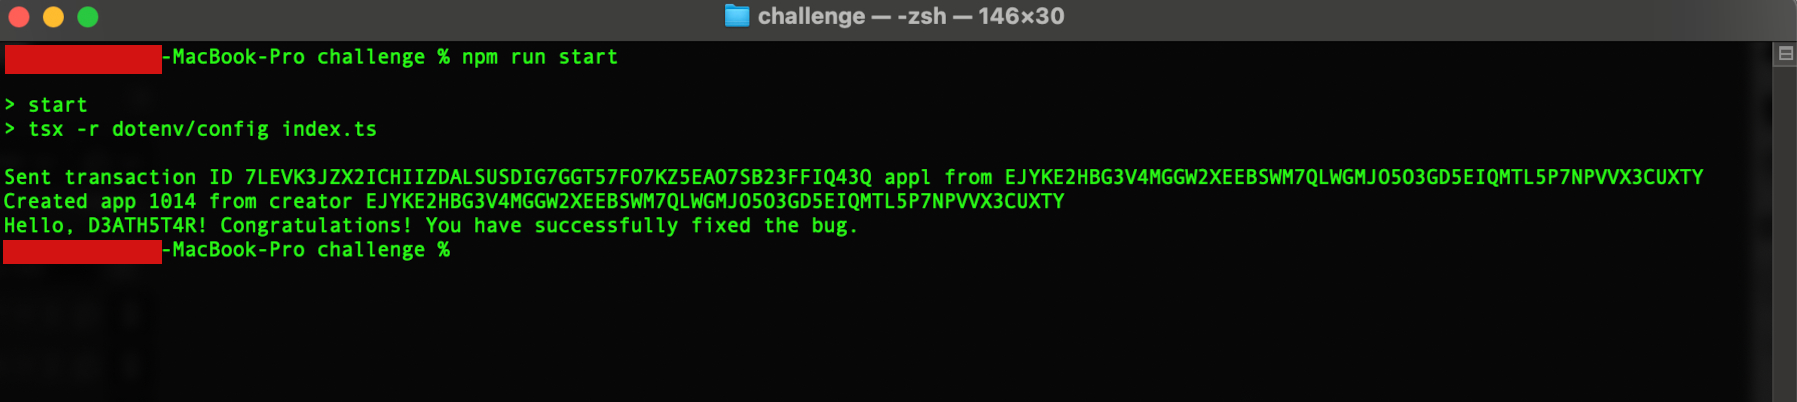 challenge — -zsh — 146×30
-MacBook-Pro challenge % npm run start
> start
> tsx -r dotenv/config index.ts
Sent transaction ID 7LEVK3JZX2ICHIIZDALSUSDIG7GGT57FO7KZ5EAO7SB23FFIQ43Q appl from EJYKE2HBG3V4MGGW2XEEBSWM7QLWGMJO5O3GD5EIQMTL5P7NPVVX3CUXTY
Created app 1014 from creator EJYKE2HBG3V4MGGW2XEEBSWM7QLWGMJO5O3GD5EIQMTL5P7NPVVX3CUXTY
Hello, D3ATH5T4R! Congratulations! You have successfully fixed the bug.
-MacBook-Pro challenge %